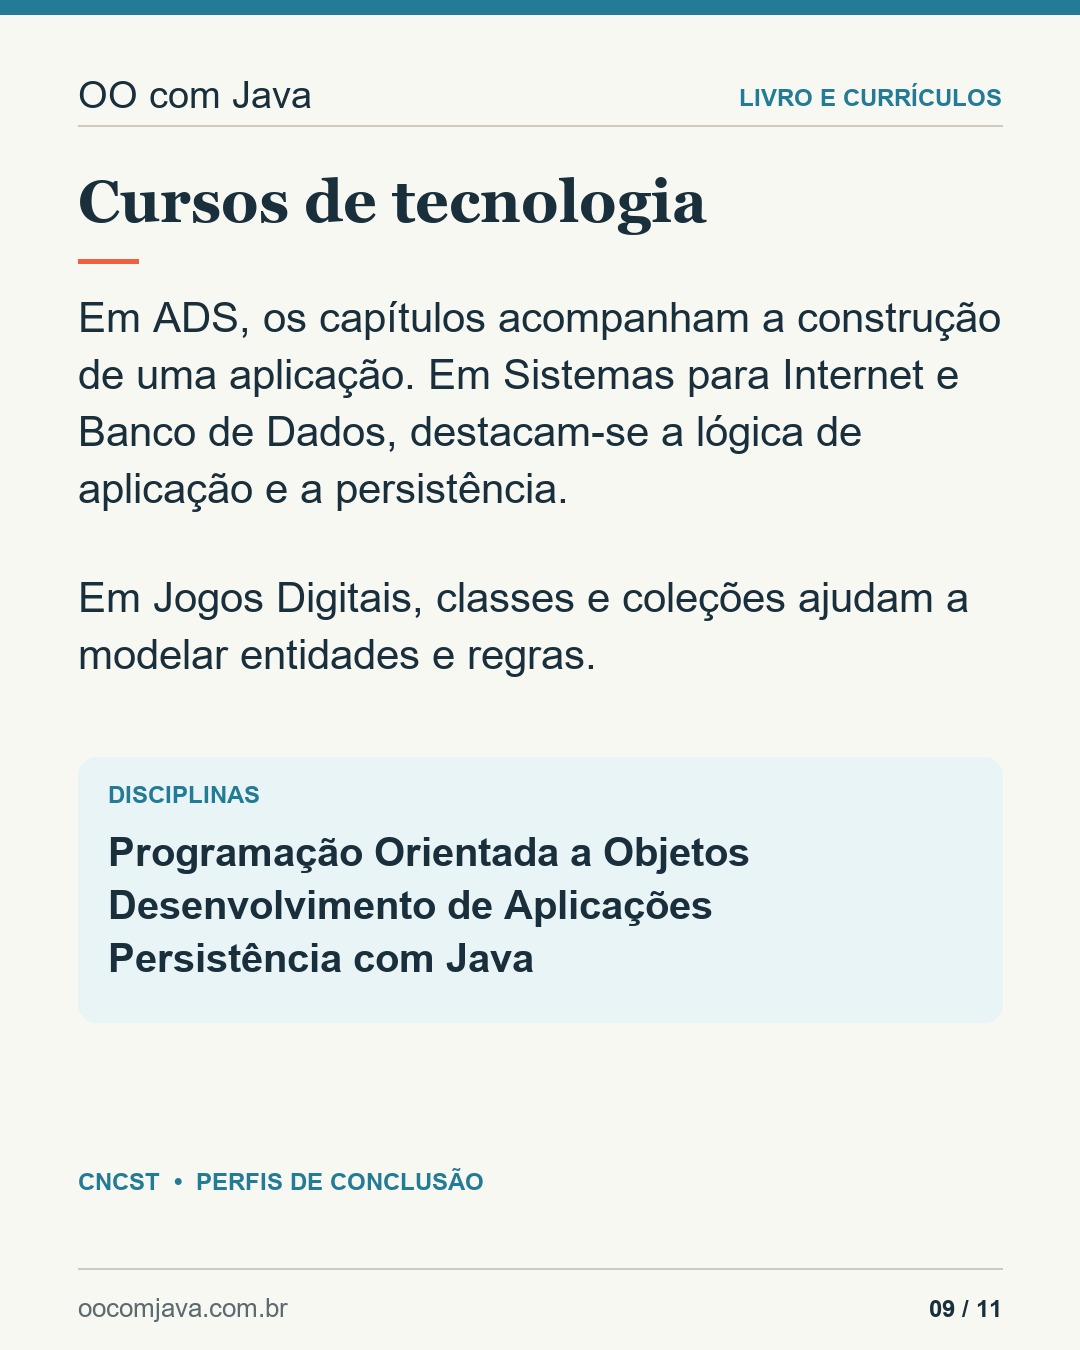 OO com Java
LIVRO E CURRÍCULOS
Cursos de tecnologia
Em ADS, os capítulos acompanham a construção
de uma aplicação. Em Sistemas para Internet e
Banco de Dados, destacam-se a lógica de
aplicação e a persistência.
Em Jogos Digitais, classes e coleções ajudam a
modelar entidades e regras.
DISCIPLINAS
Programação Orientada a Objetos
Desenvolvimento de Aplicações
Persistência com Java
CNCST • PERFIS DE CONCLUSÃO
oocomjava.com.br
09 / 11